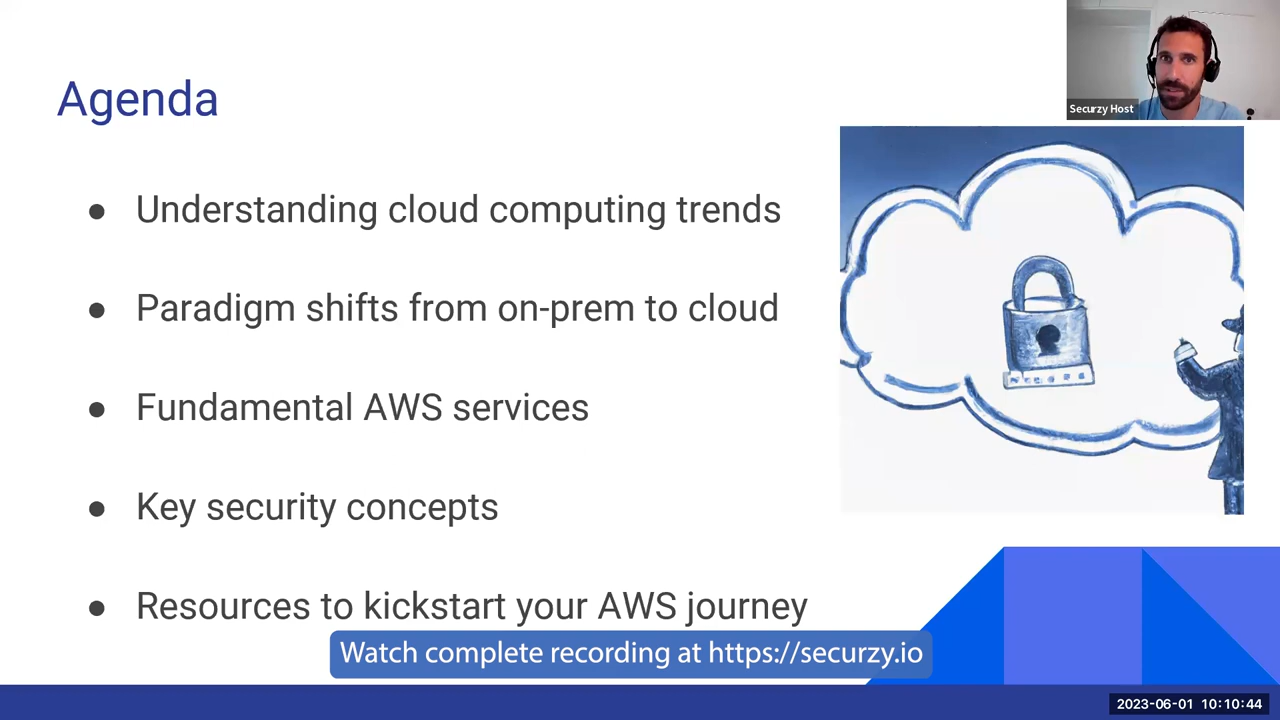 Agenda
Securzy Host
● Understanding cloud computing trends
● Paradigm shifts from on-prem to cloud
● Fundamental AWS services
● Key security concepts
● Resources to kickstart your AWS journey
Watch complete recording at https://securzy.io
2023-06-01 10:10:44